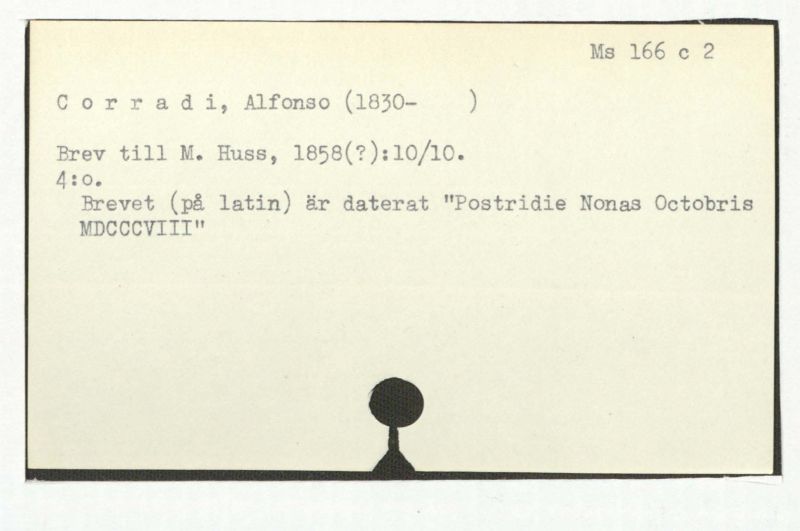 Ms 166 c 2
C o r r a d i, Alfonso (1830-    )
Brev till M. Huss, 1858(?):10/10.
4:o.
Brevet (på latin) är daterat "Postridie Nonas Octobris
MDCCCVIII"